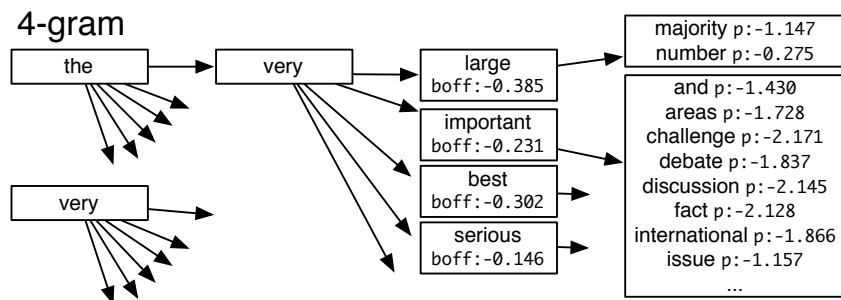 4-gram
the
very
very
large
boff:-0.385
important
boff:-0.231
best
boff:-0.302
serious
boff:-0.146
majority p:-1.147
number p:-0.275
and p:-1.430
areas p:-1.728
challenge p:-2.171
debate p:-1.837
discussion p:-2.145
fact p:-2.128
international p:-1.866
issue p:-1.157
...